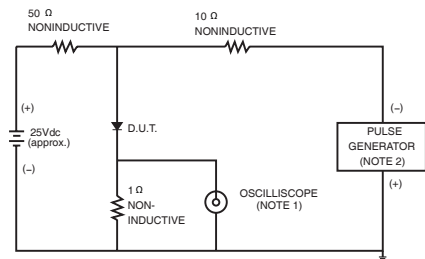 50 Ω
NONINDUCTIVE
10 Ω
NONINDUCTIVE
(+)
25Vdc
(approx.)
(−)
D.U.T.
1 Ω
NON-
INDUCTIVE
OSCILLISCOPE
(NOTE 1)
(−)
PULSE
GENERATOR
(NOTE 2)
(+)